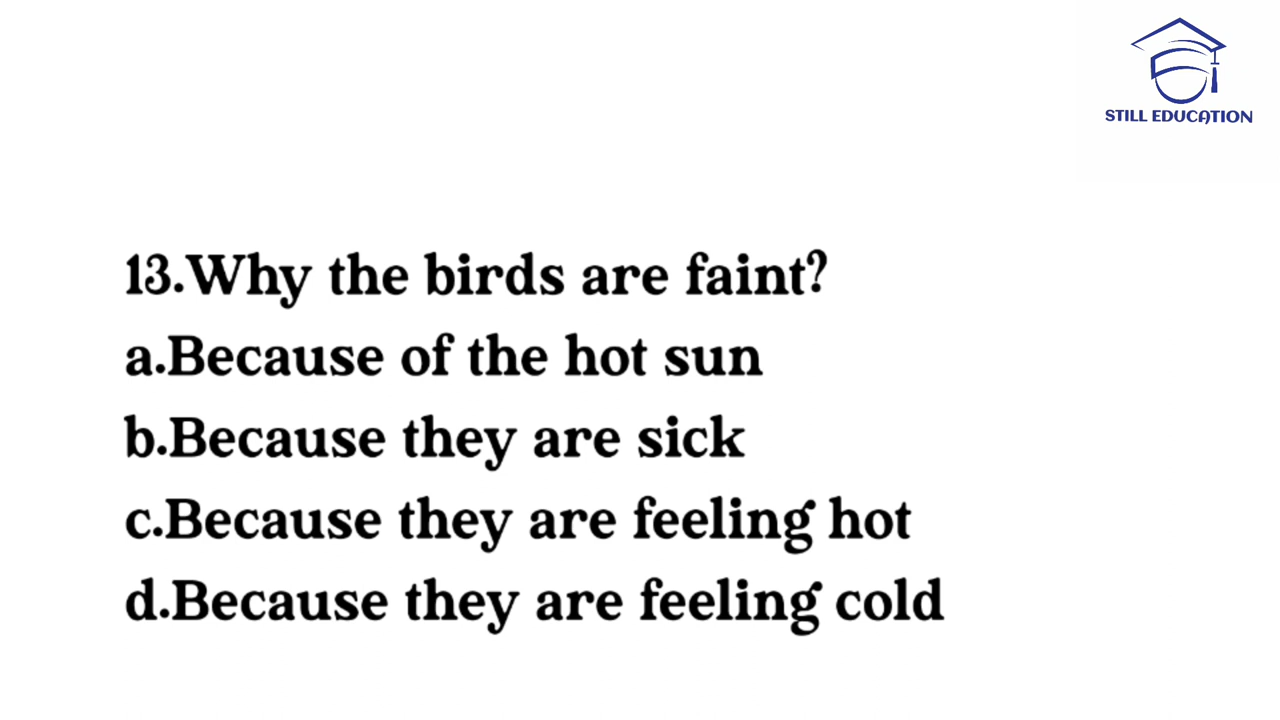 STILL EDUCATION
13.Why the birds are faint?
a.Because of the hot sun
b.Because they are sick
c.Because they are feeling hot
d.Because they are feeling cold